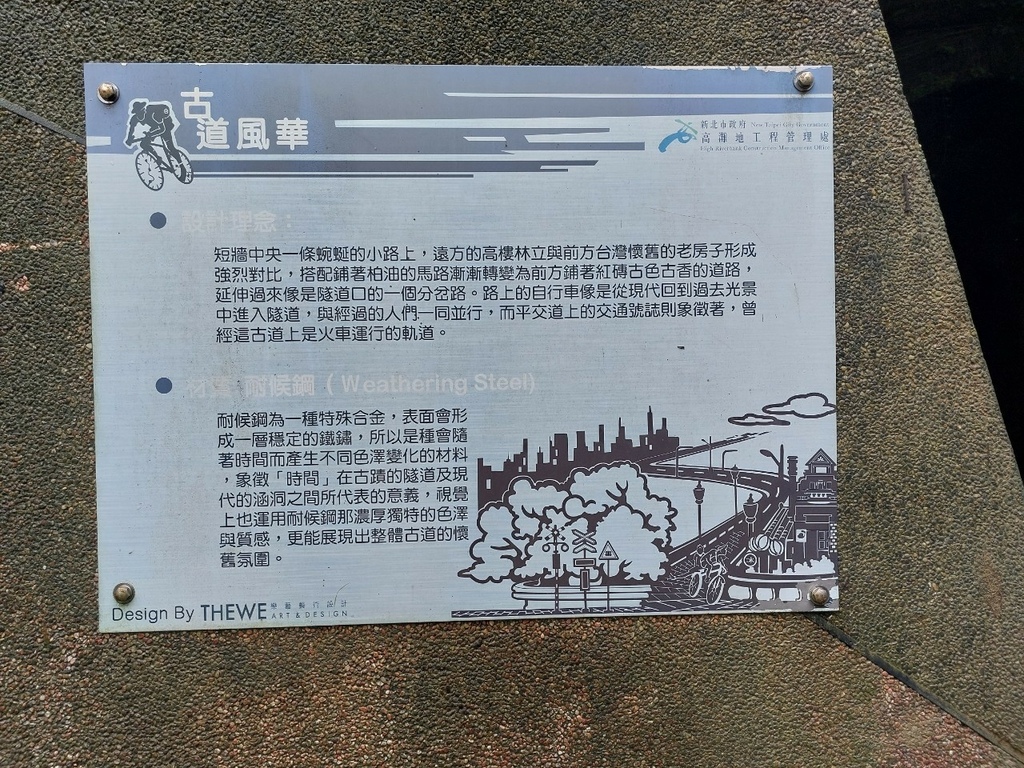 古道風華
新北市政府 New Taipei City Government
高灘地工程管理處
High Riverbank Construction Management Office
設計理念：
短牆中央一條蜿蜒的小路上，遠方的高樓林立與前方台灣懷舊的老房子形成
強烈對比，搭配鋪著柏油的馬路漸漸轉變為前方鋪著紅磚古色古香的道路，
延伸過來像是隧道口的一個分岔路。路上的自行車像是從現代回到過去光景
中進入隧道，與經過的人們一同並行，而平交道上的交通號誌則象徵著，曾
經這古道上是火車運行的軌道。
耐候鋼（Weathering Steel）
耐候鋼為一種特殊合金，表面會形
成一層穩定的鐵鏽，所以是種會隨
著時間而產生不同色澤變化的材料
，象徵「時間」在古蹟的隧道及現
代的涵洞之間所代表的意義，視覺
上也運用耐候鋼那濃厚獨特的色澤
與質感，更能展現出整體古道的懷
舊氛圍。
Design By THEWE
ART & DESIGN